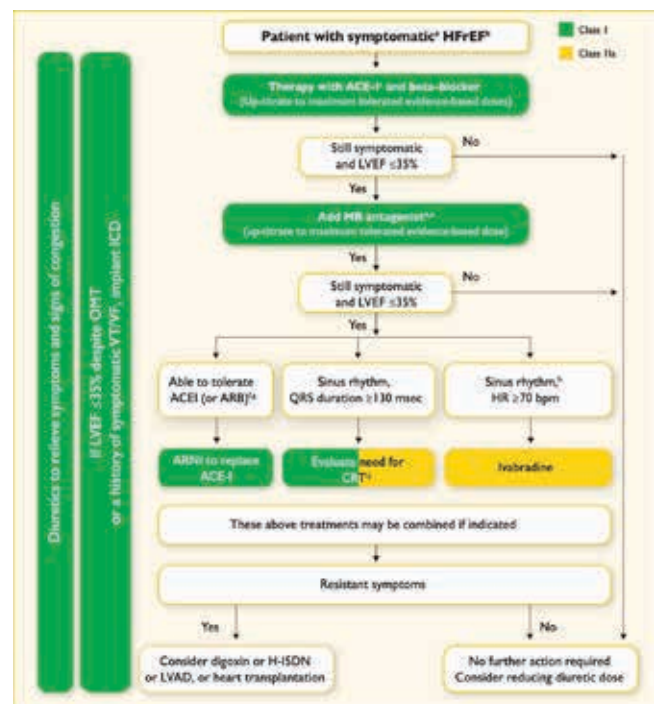 Patient with symptomatic HFrEF
Class I
Class IIa
Therapy with ACE-I and beta-blocker
(Up-titrate to maximum tolerated evidence-based doses)
Still symptomatic
and LVEF ≤35%
No
Yes
Add MR antagonist
(up-titrate to maximum tolerated evidence-based dose)
Yes
Still symptomatic
and LVEF ≤35%
No
Yes
Able to tolerate
ACEI (or ARB)
Sinus rhythm,
QRS duration ≥130 msec
Sinus rhythm,
HR ≥70 bpm
ARNI to replace
ACE-I
Evaluate need for
CRT
Ivabradine
These above treatments may be combined if indicated
Resistant symptoms
Yes
No
Consider digoxin or H-ISDN
or LVAD, or heart transplantation
No further action required
Consider reducing diuretic dose
Diuretics to relieve symptoms and signs of congestion
If LVEF ≤35% despite OMT
or a history of symptomatic VT/VF, implant ICD